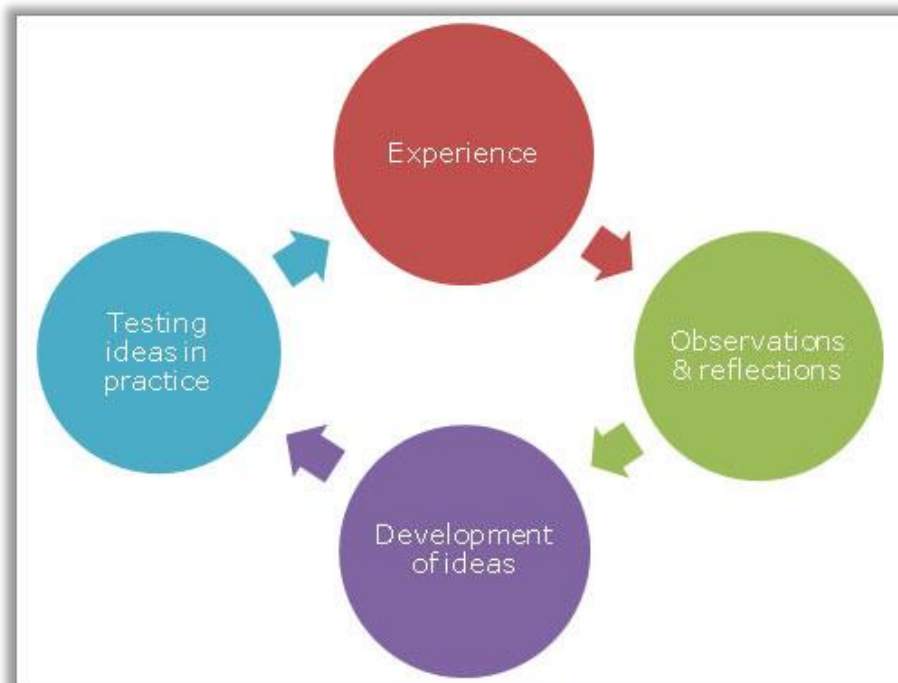 Experience
Observations
& reflections
Development
of ideas
Testing
ideas in
practice